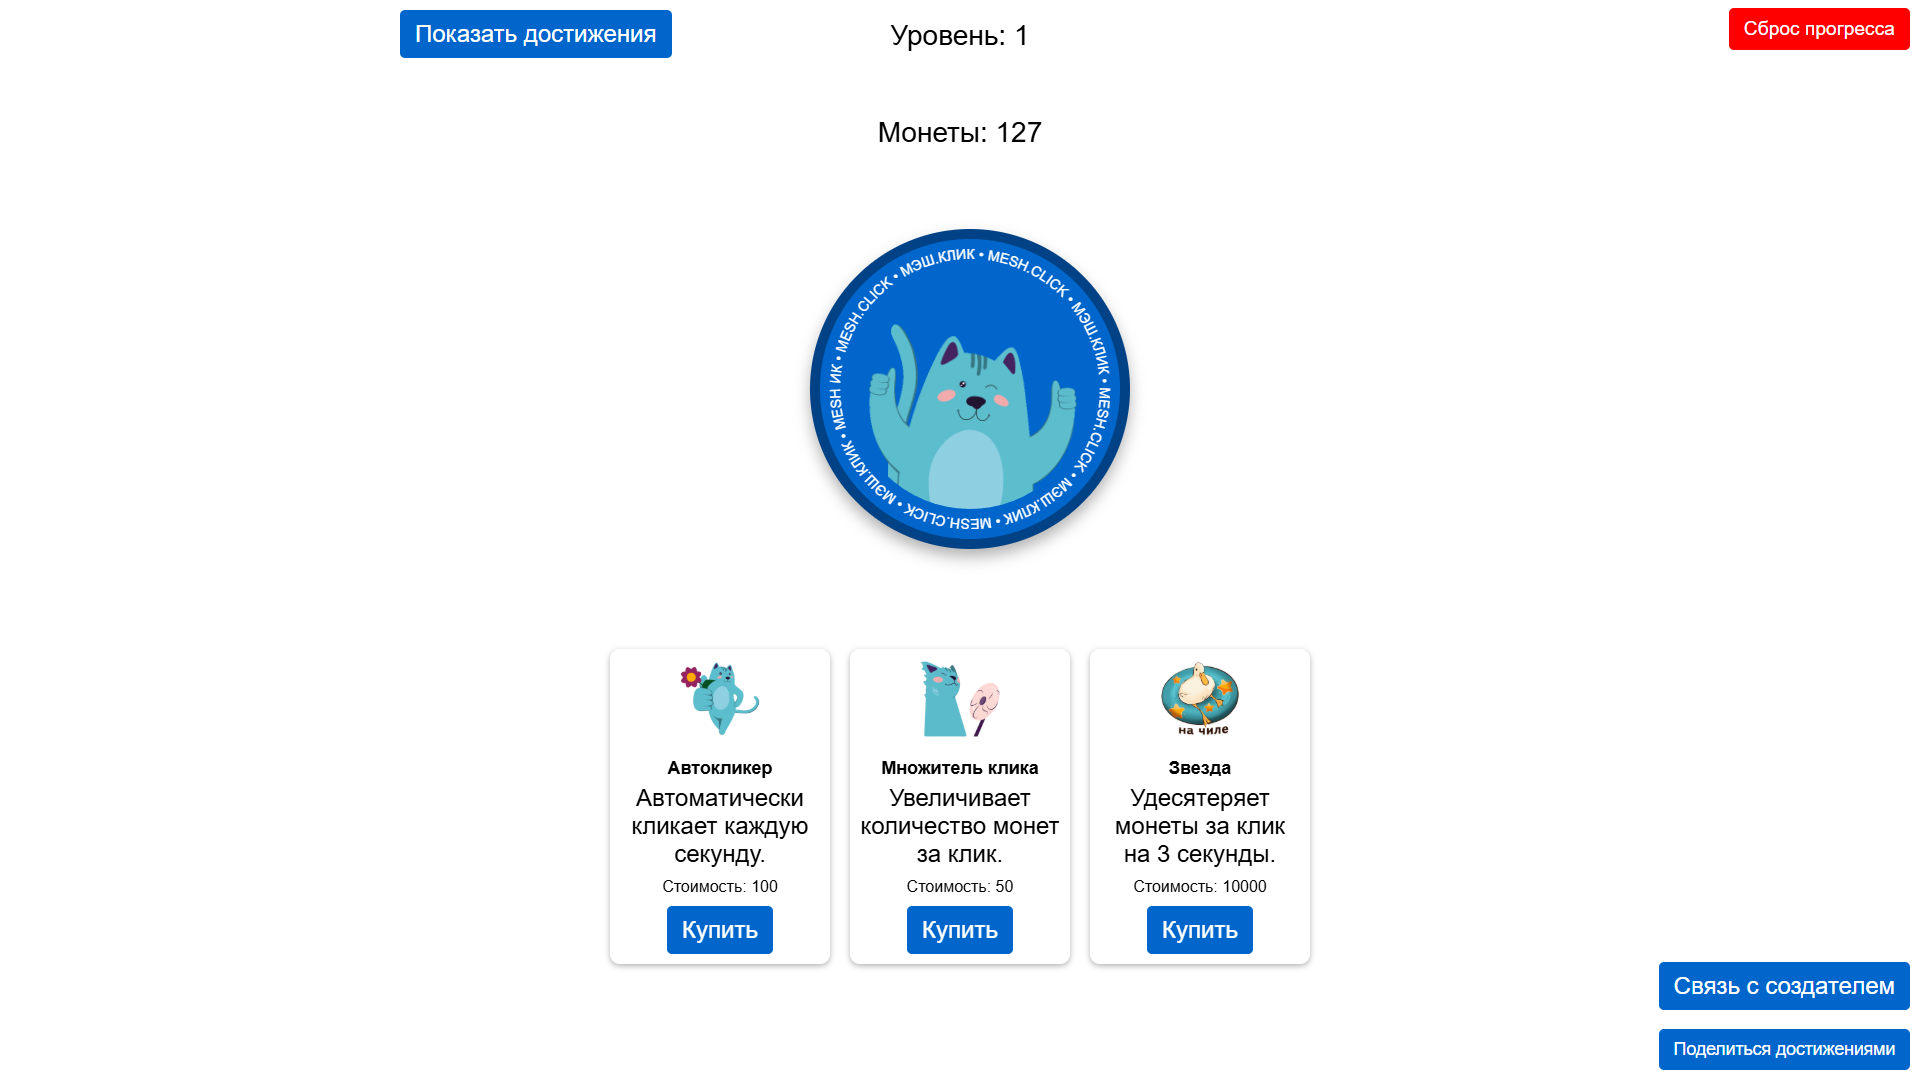 Показать достижения
Уровень: 1
Сброс прогресса
Монеты: 127
МЭШ.КЛИК • MESH.CLICK • МЭШ.КЛИК • MESH.CLICK • МЭШ.КЛИК • MESH.CLICK • МЭШ.КЛИК • MESH ИК • MESH.CLICK •
на чиле
Автокликер
Автоматически
кликает каждую
секунду.
Стоимость: 100
Купить
Множитель клика
Увеличивает
количество монет
за клик.
Стоимость: 50
Купить
Звезда
Удесятеряет
монеты за клик
на 3 секунды.
Стоимость: 10000
Купить
Связь с создателем
Поделиться достижениями